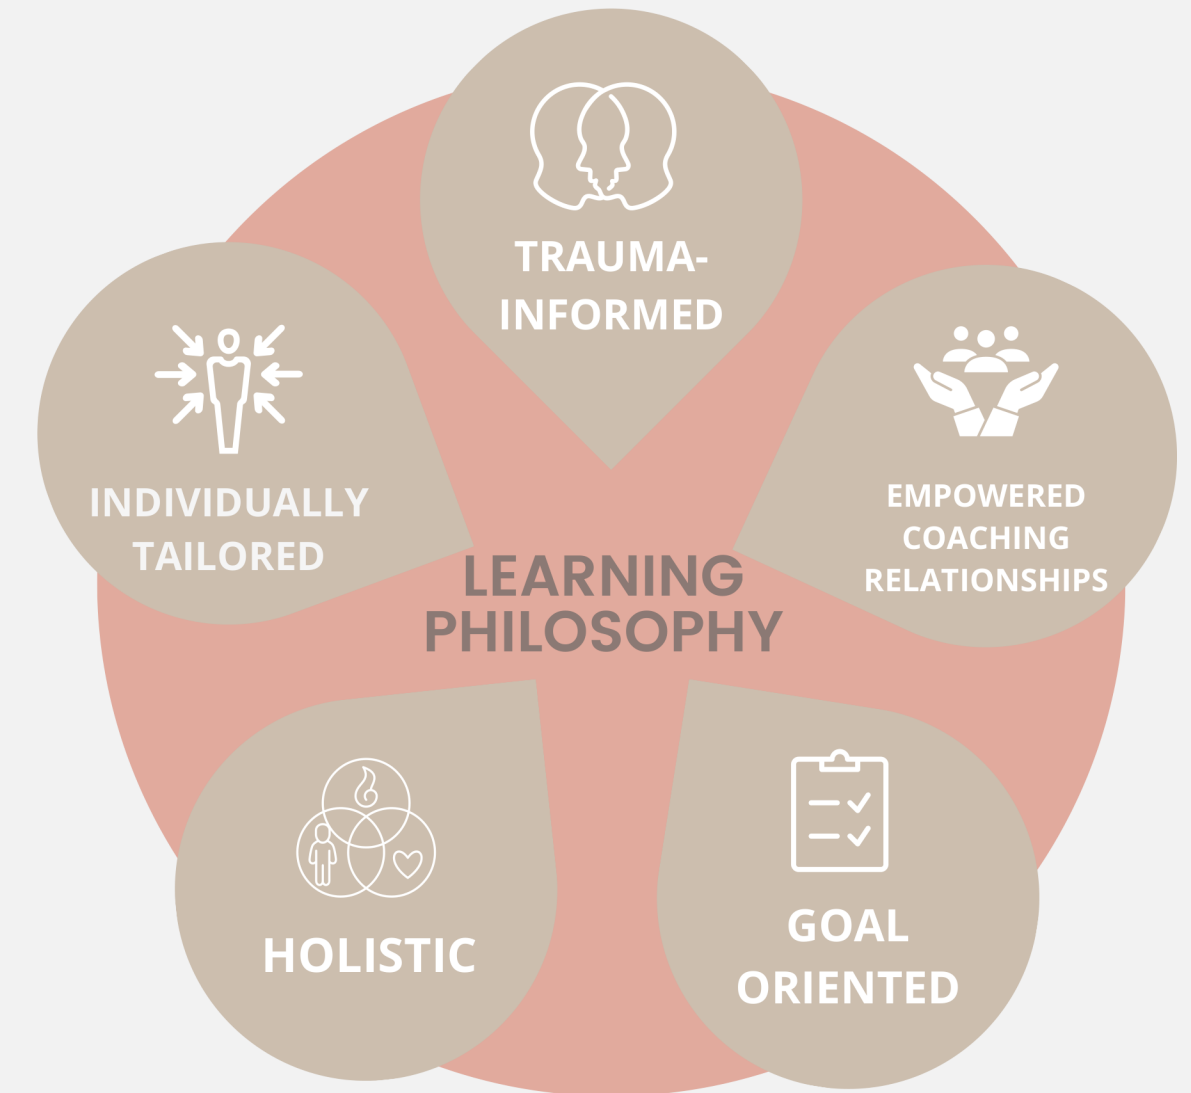 TRAUMA-
INFORMED
INDIVIDUALLY
TAILORED
EMPOWERED
COACHING
RELATIONSHIPS
LEARNING
PHILOSOPHY
HOLISTIC
GOAL
ORIENTED